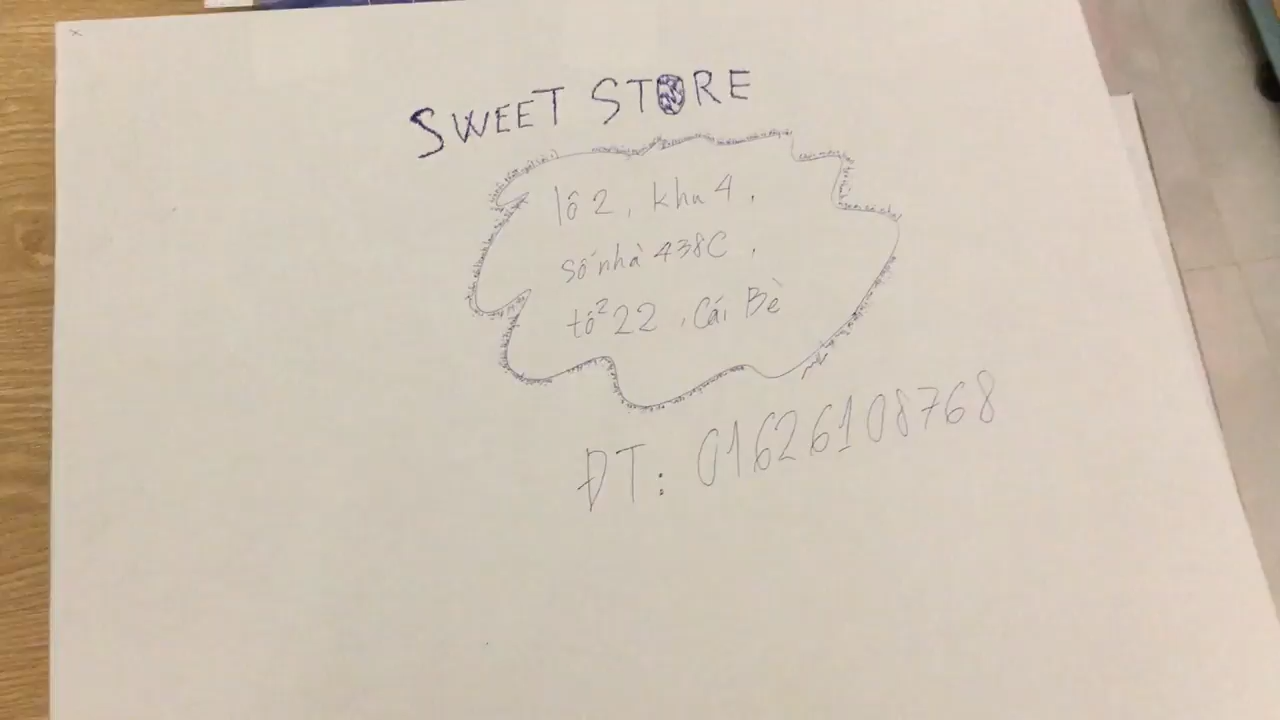 SWEET STORE
lô 2, khu 4,
số nhà 438C,
tổ 22, Cái Bè
ĐT: 01626108768